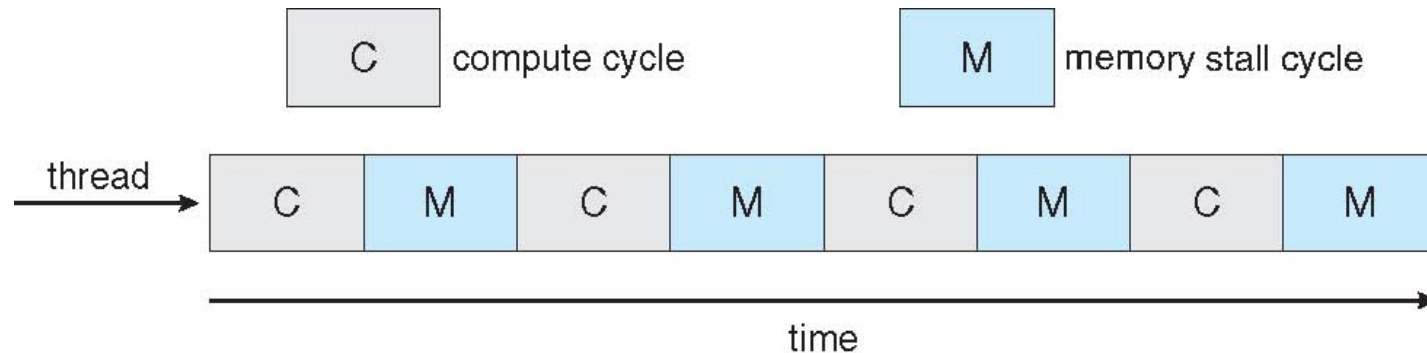 C compute cycle M memory stall cycle
thread
C M C M C M C M
time